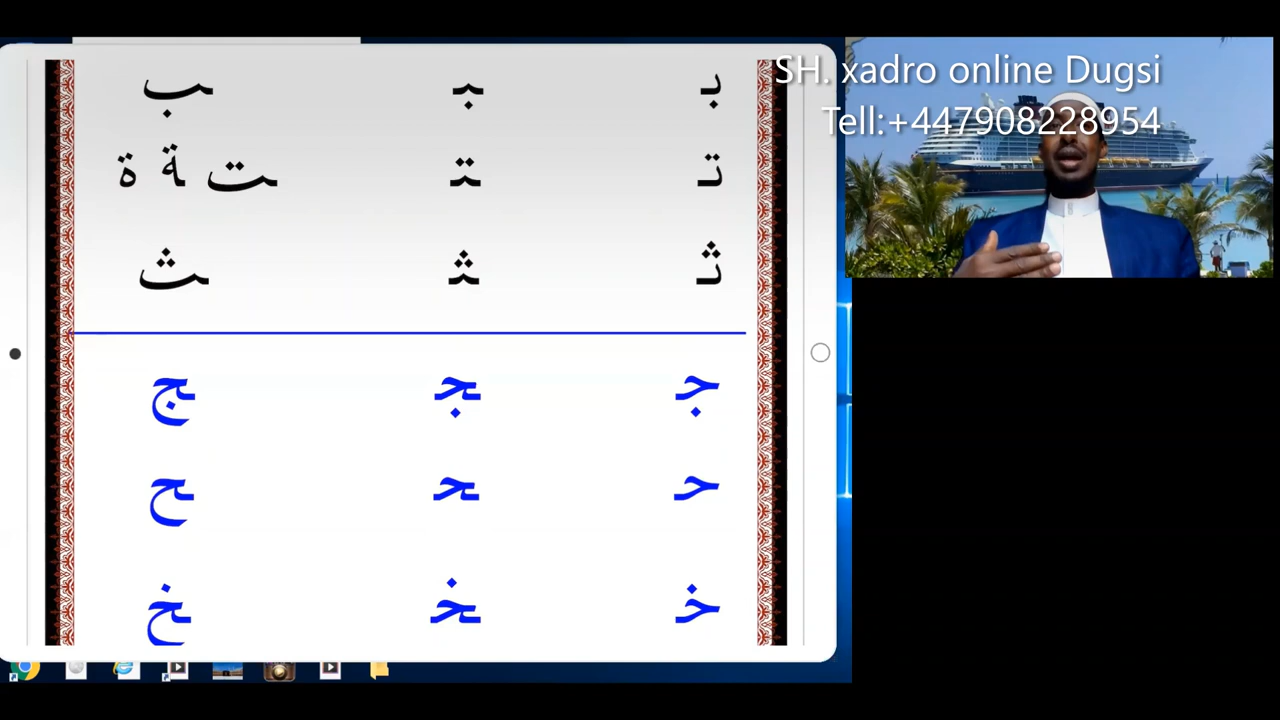 SH. xadro online Dugsi
Tell:+447908228954
بـ ـبـ ـب
تـ ـتـ ـت ـة ة
ثـ ـثـ ـث
جـ ـجـ ـج
حـ ـحـ ـح
خـ ـخـ ـخ